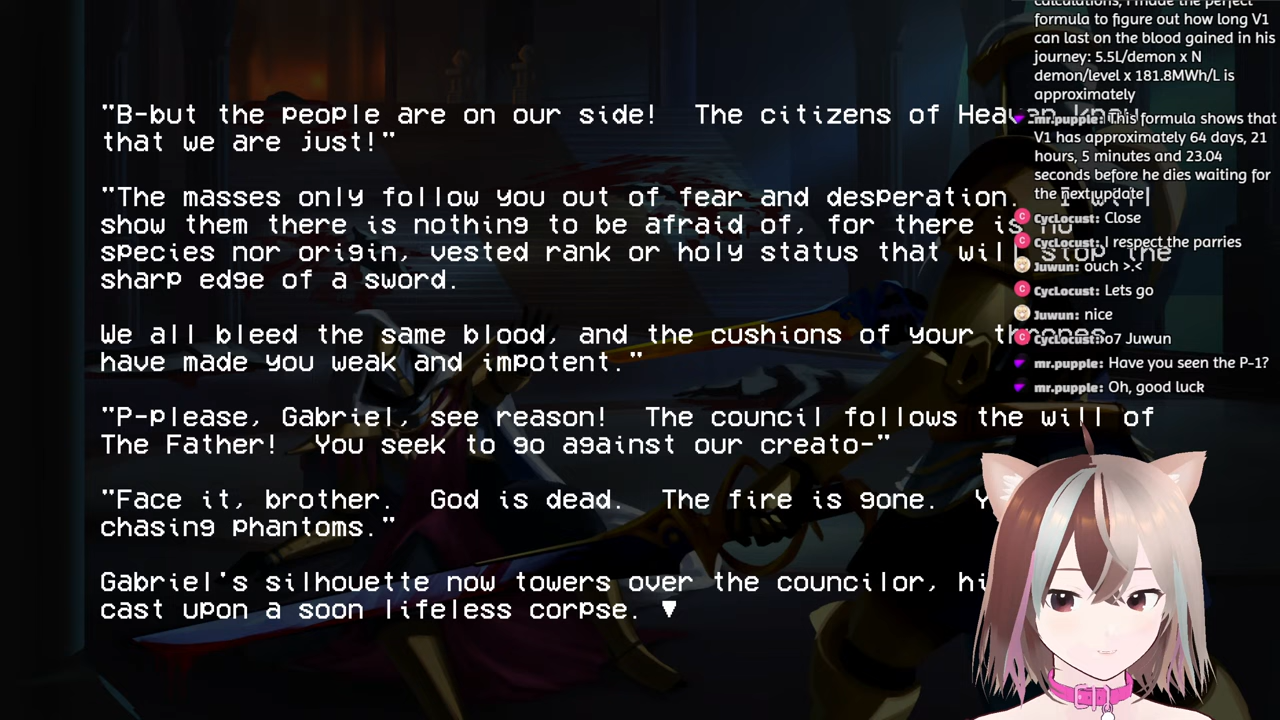 "B-but the people are on our side!  The citizens of Heaven know
that we are just!"
"The masses only follow you out of fear and desperation.  I will
show them there is nothing to be afraid of, for there is no
species nor origin, vested rank or holy status that will stop the
sharp edge of a sword.
We all bleed the same blood, and the cushions of your thrones
have made you weak and impotent."
"P-please, Gabriel, see reason!  The council follows the will of
The Father!  You seek to go against our creato-"
"Face it, brother.  God is dead.  The fire is gone.
chasing phantoms."
Gabriel's silhouette now towers over the councilor,
cast upon a soon lifeless corpse. ▼
calculations, I made the perfect
formula to figure out how long V1
can last on the blood gained in his
journey: 5.5L/demon x N
demon/level x 181.8MWh/L is
approximately
mr.pupple: This formula shows that
V1 has approximately 64 days, 21
hours, 5 minutes and 23.04
seconds before he dies waiting for
the next update
CycLocust: Close
CycLocust: I respect the parries
Juwun: ouch >.<
CycLocust: Lets go
Juwun: nice
CycLocust: o7 Juwun
mr.pupple: Have you seen the P-1?
mr.pupple: Oh, good luck